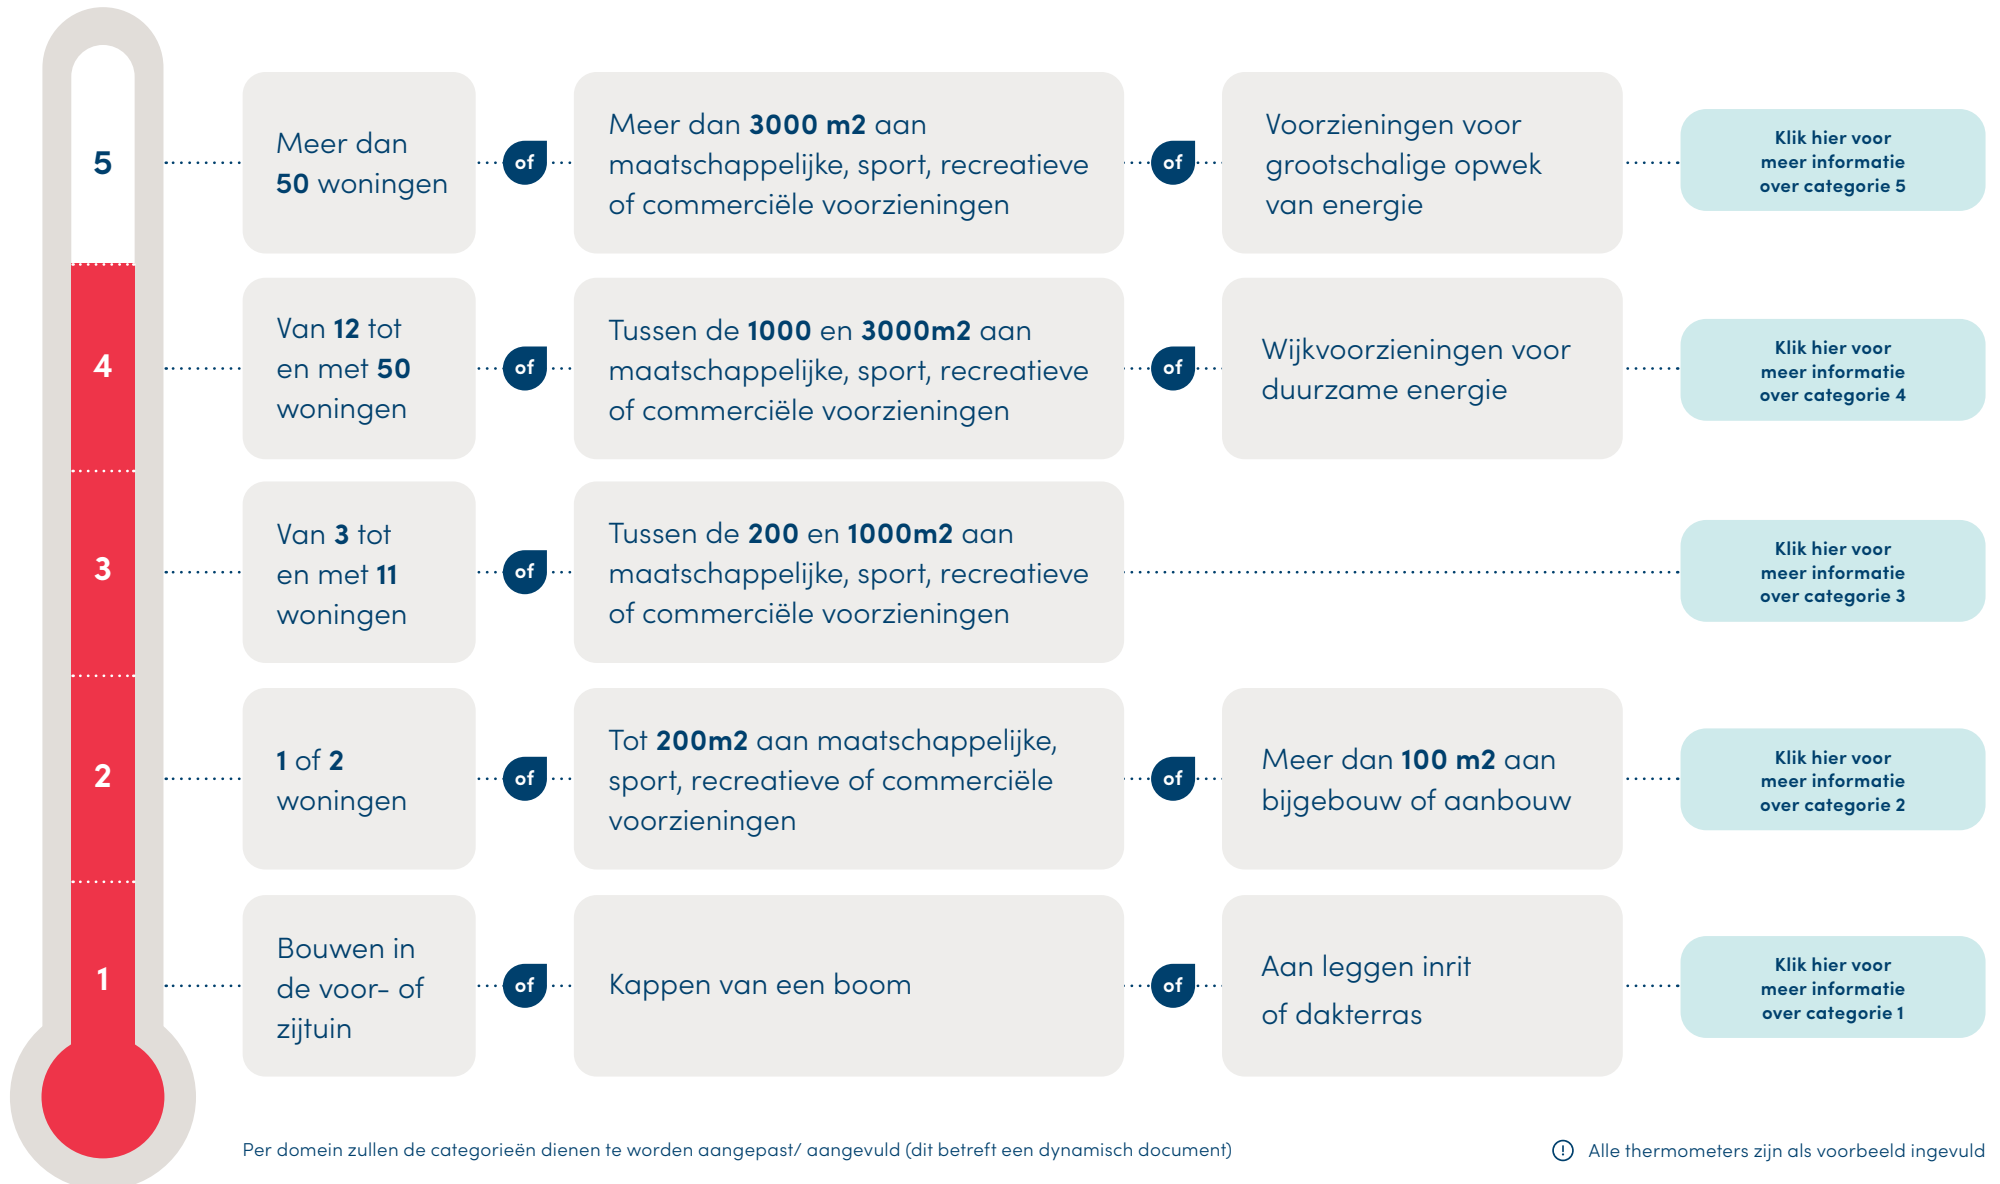 5
Meer dan
50 woningen
of
Meer dan 3000 m2 aan
maatschappelijke, sport, recreatieve
of commerciële voorzieningen
of
Voorzieningen voor
grootschalige opwek
van energie
Klik hier voor
meer informatie
over categorie 5
4
Van 12 tot
en met 50
woningen
of
Tussen de 1000 en 3000m2 aan
maatschappelijke, sport, recreatieve
of commerciële voorzieningen
of
Wijkvoorzieningen voor
duurzame energie
Klik hier voor
meer informatie
over categorie 4
3
Van 3 tot
en met 11
woningen
of
Tussen de 200 en 1000m2 aan
maatschappelijke, sport, recreatieve
of commerciële voorzieningen
Klik hier voor
meer informatie
over categorie 3
2
1 of 2
woningen
of
Tot 200m2 aan maatschappelijke,
sport, recreatieve of commerciële
voorzieningen
of
Meer dan 100 m2 aan
bijgebouw of aanbouw
Klik hier voor
meer informatie
over categorie 2
1
Bouwen in
de voor- of
zijtuin
of
Kappen van een boom
of
Aan leggen inrit
of dakterras
Klik hier voor
meer informatie
over categorie 1
Per domein zullen de categorieën dienen te worden aangepast/ aangevuld (dit betreft een dynamisch document)
! Alle thermometers zijn als voorbeeld ingevuld